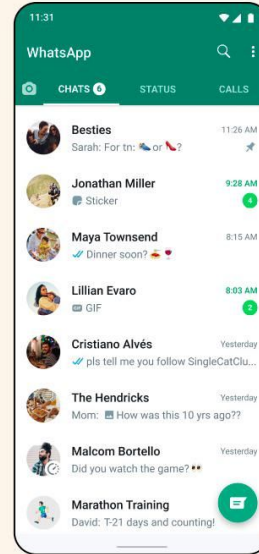 11:31
WhatsApp
CHATS 6 STATUS CALLS
Besties 11:26 AM
Sarah: For tn: 👟 or 👠?
Jonathan Miller 9:28 AM
Sticker 4
Maya Townsend 8:15 AM
Dinner soon? 🍝 🍷
Lillian Evaro 8:03 AM
GIF GIF 2
Cristiano Alvés Yesterday
pls tell me you follow SingleCatClu...
The Hendricks Yesterday
Mom: How was this 10 yrs ago??
Malcom Bortello Yesterday
Did you watch the game? 👀
Marathon Training
David: T-21 days and counting!